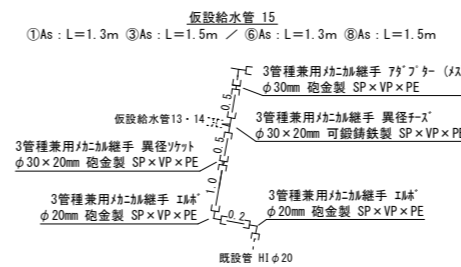 仮設給水管 15
①As：L=1.3m ③As：L=1.5m ／ ⑥As：L=1.3m ⑧As：L=1.5m
3管種兼用ﾒｶﾆｶﾙ継手 ｱﾀﾞﾌﾟﾀｰ (ﾒｽ
φ30mm 砲金製 SP×VP×PE
0.5
仮設給水管13・14
3管種兼用ﾒｶﾆｶﾙ継手 異径ﾁｰｽﾞ
φ30×20mm 可鍛鋳鉄製 SP×VP×PE
0.5
3管種兼用ﾒｶﾆｶﾙ継手 異径ｿｹｯﾄ
φ30×20mm 砲金製 SP×VP×PE
1.0
3管種兼用ﾒｶﾆｶﾙ継手 ｴﾙﾎﾞ
φ20mm 砲金製 SP×VP×PE
0.2
3管種兼用ﾒｶﾆｶﾙ継手 ｴﾙﾎﾞ
φ20mm 砲金製 SP×VP×PE
既設管 HIφ20